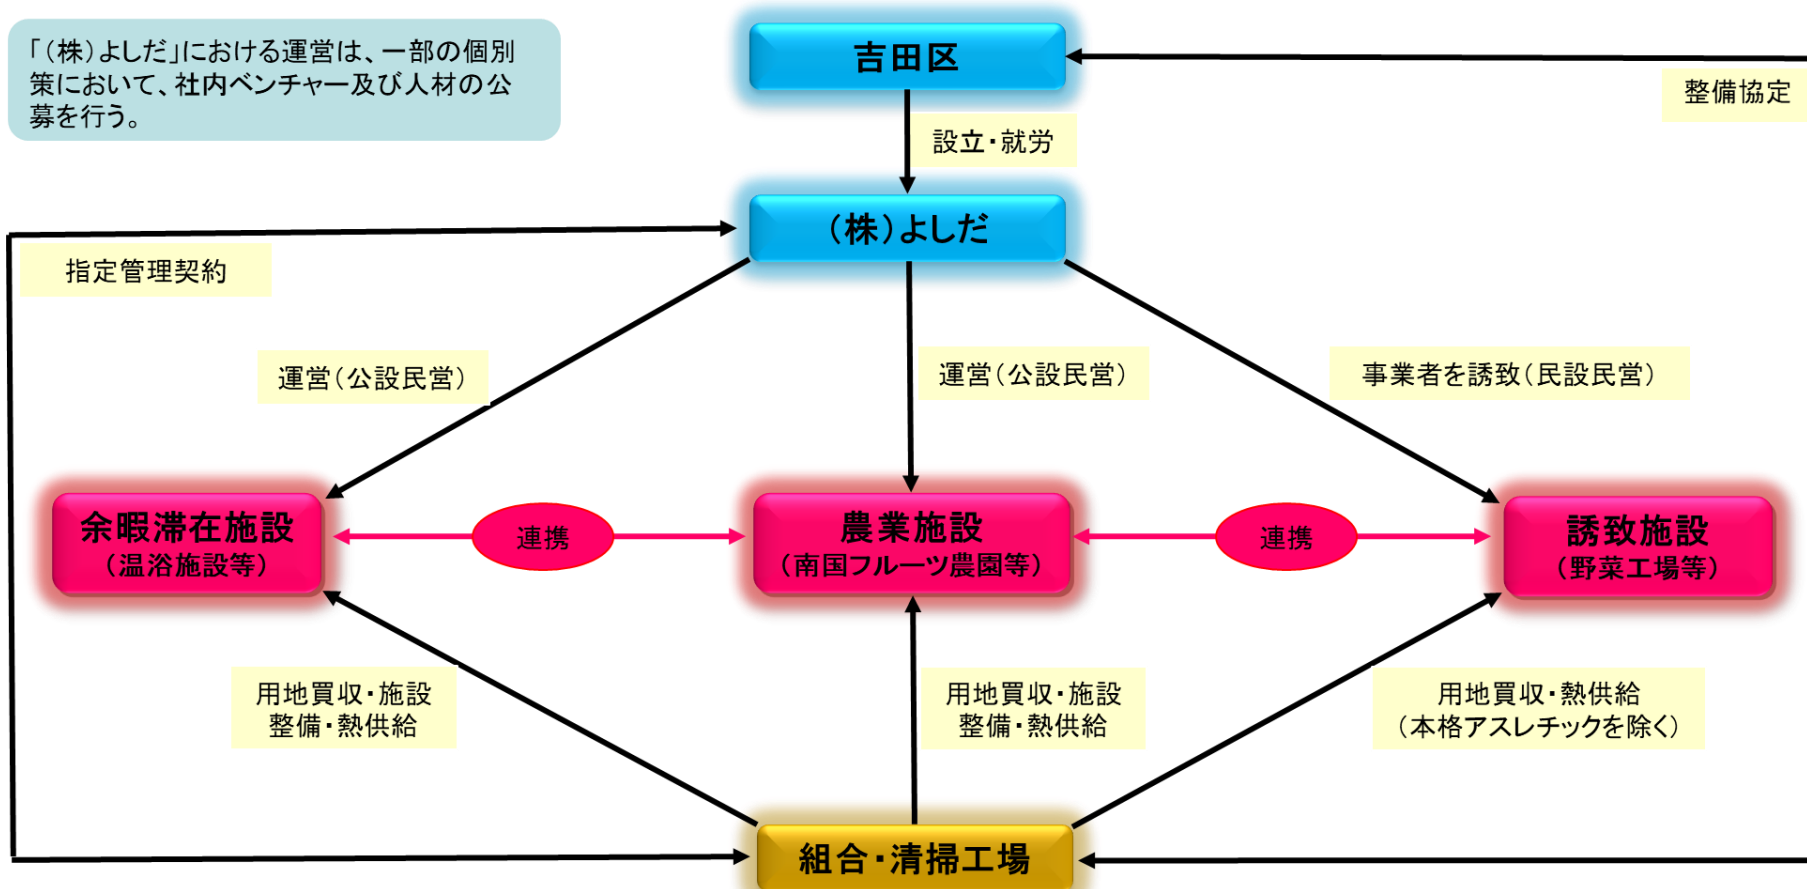 「(株)よしだ」における運営は、一部の個別
策において、社内ベンチャー及び人材の公
募を行う。
吉田区
整備協定
設立・就労
(株)よしだ
指定管理契約
運営(公設民営)
運営(公設民営)
事業者を誘致(民設民営)
余暇滞在施設
(温浴施設等)
連携
農業施設
(南国フルーツ農園等)
連携
誘致施設
(野菜工場等)
用地買収・施設
整備・熱供給
用地買収・施設
整備・熱供給
用地買収・熱供給
(本格アスレチックを除く)
組合・清掃工場